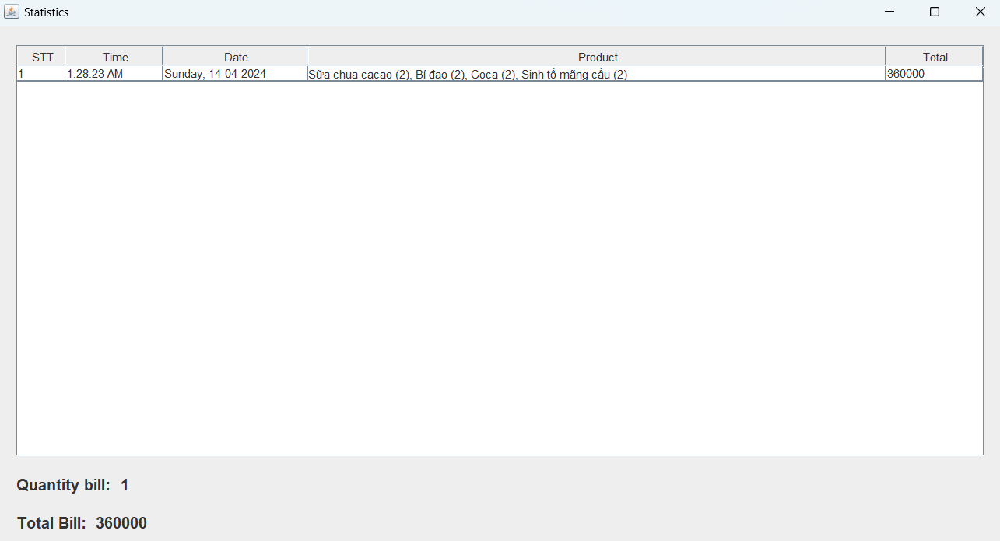 Statistics
STT Time Date Product Total
1 1:28:23 AM Sunday, 14-04-2024 Sữa chua cacao (2), Bí đao (2), Coca (2), Sinh tố mãng cầu (2) 360000
Quantity bill: 1
Total Bill: 360000